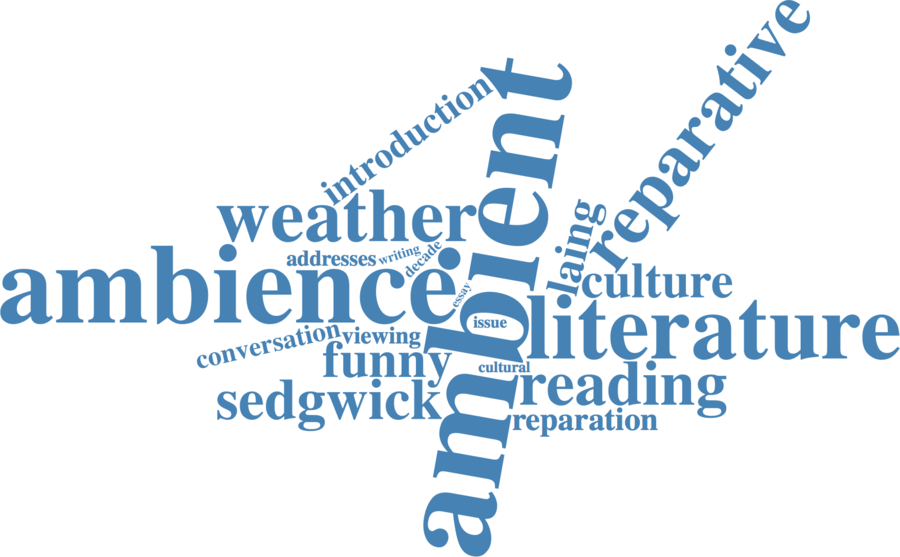 reparative
introduction
ambient
weather
laing
addresses
writing
decade
ambience
essay
culture
issue
literature
conversation
viewing
funny
cultural
reading
sedgwick
reparation